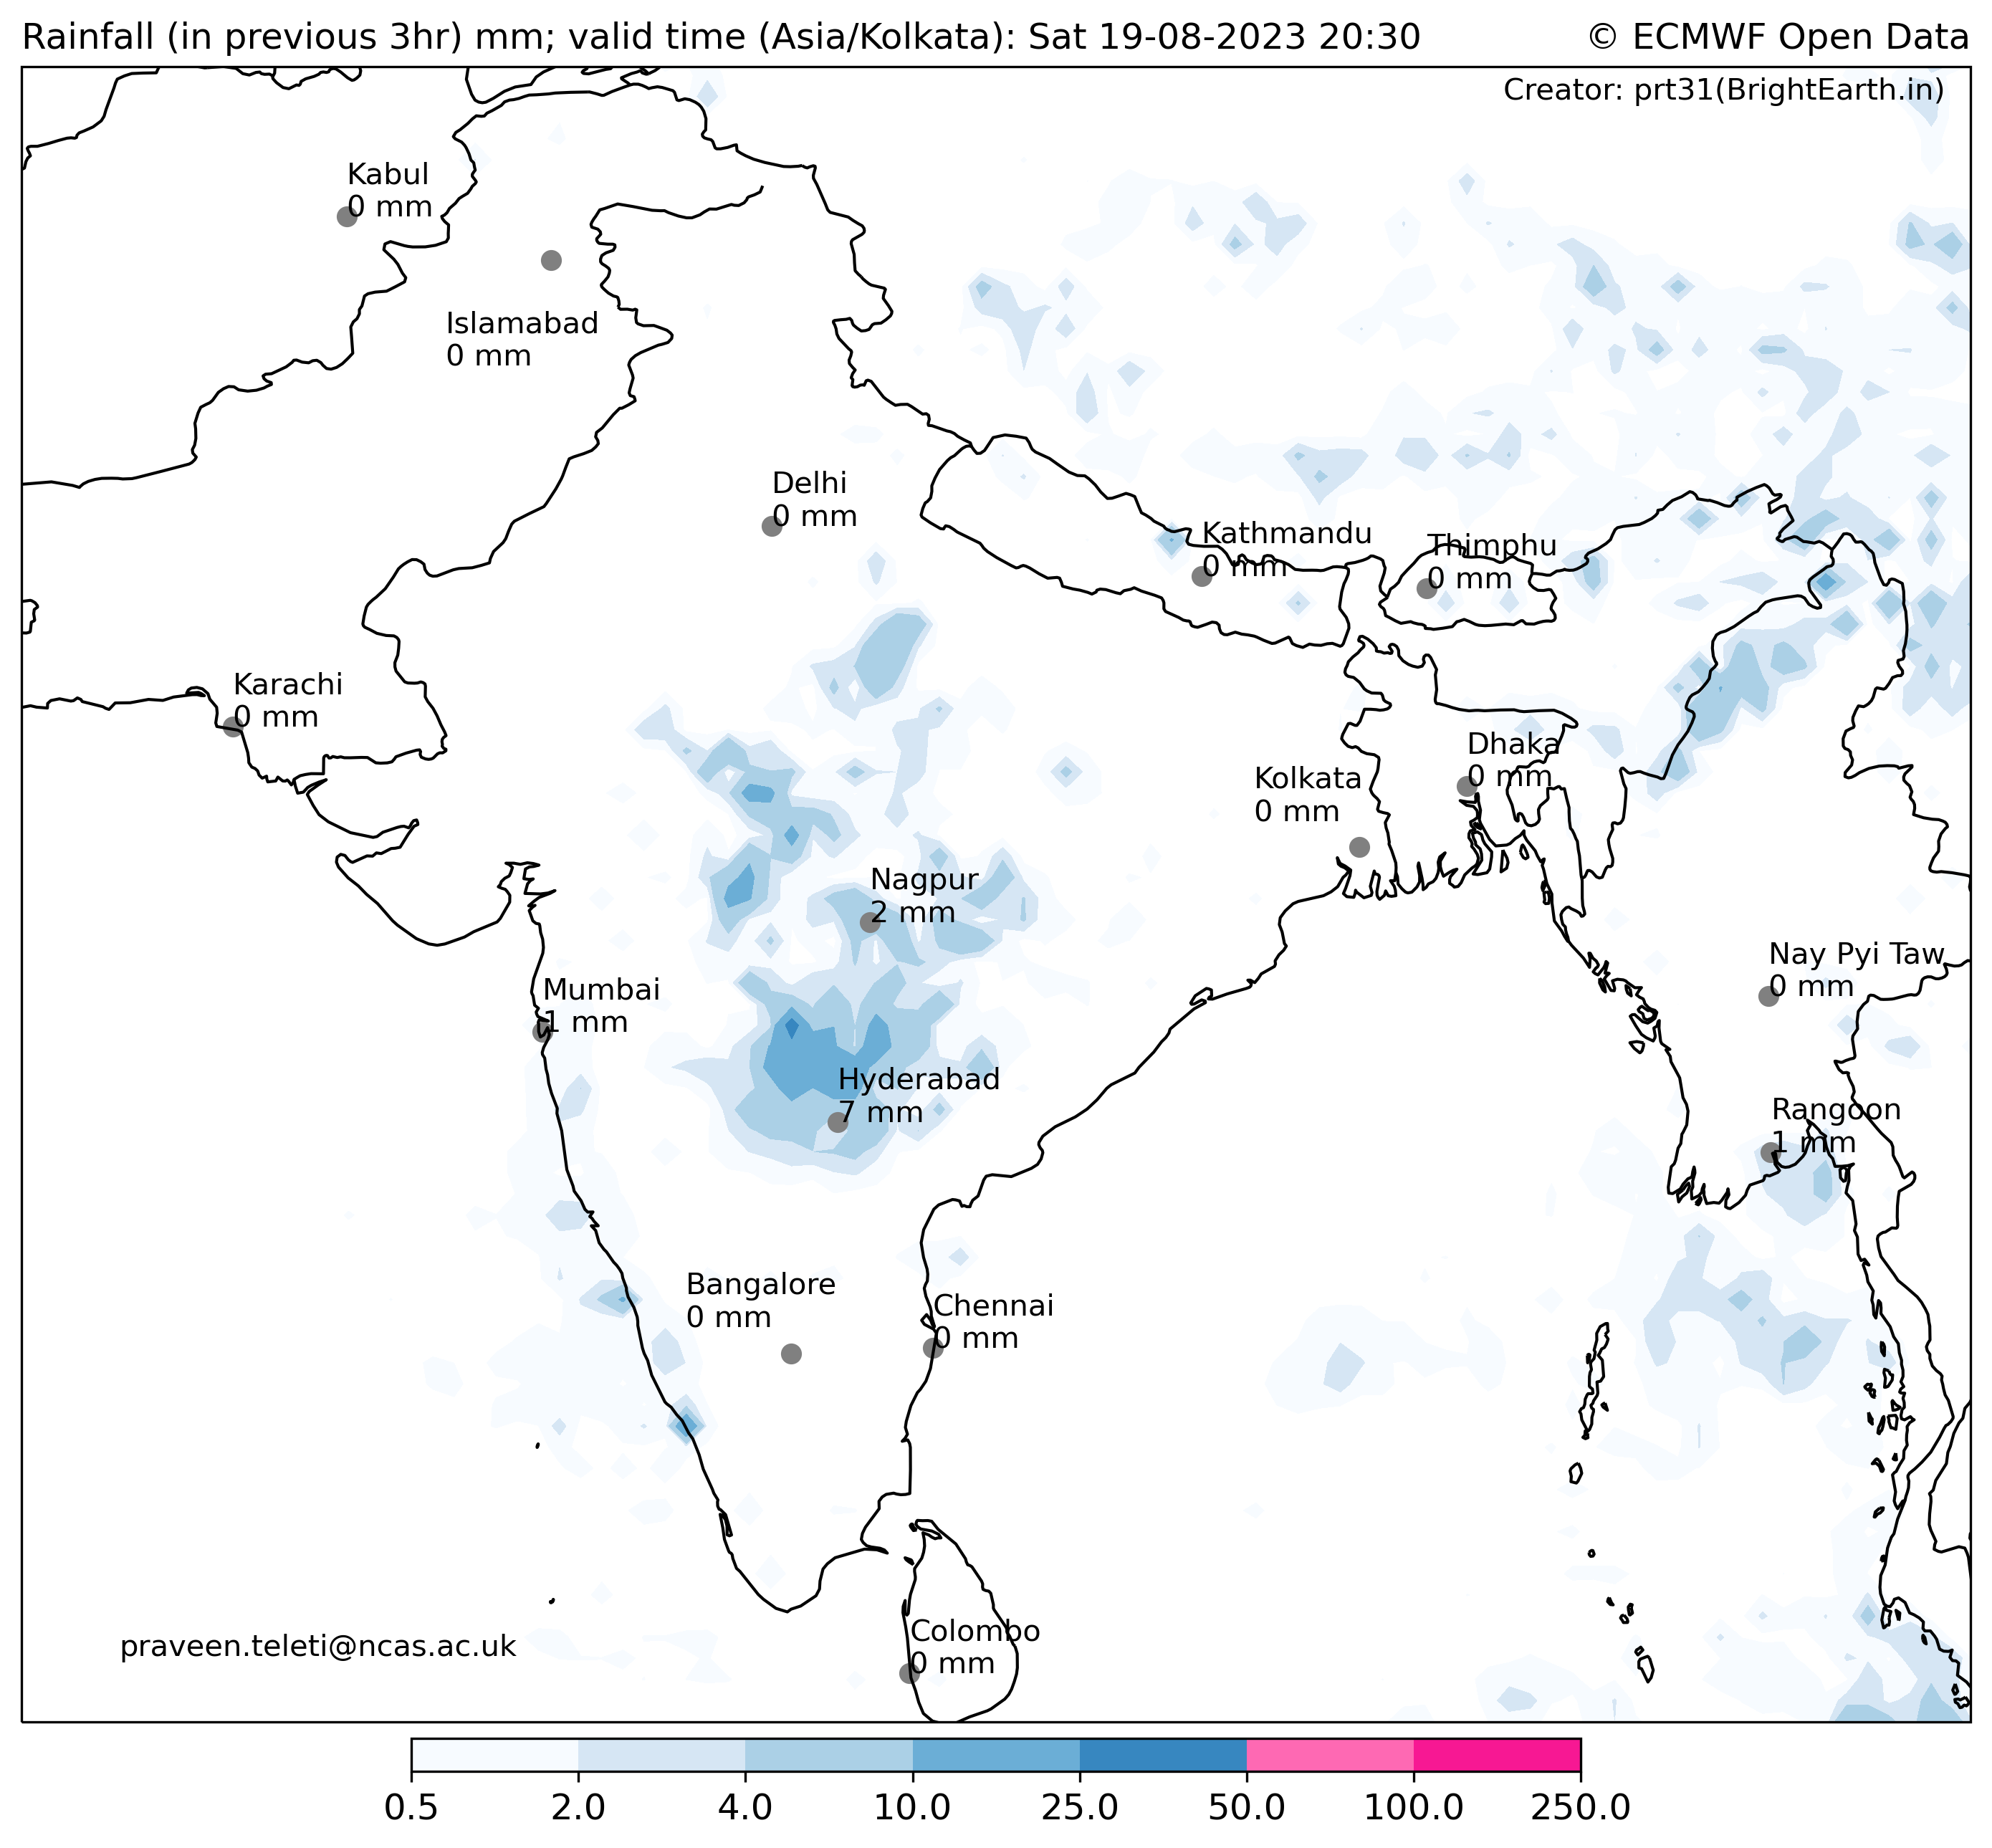 Rainfall (in previous 3hr) mm; valid time (Asia/Kolkata): Sat 19-08-2023 20:30
© ECMWF Open Data
Creator: prt31(BrightEarth.in)
Kabul
0 mm
Islamabad
0 mm
Delhi
0 mm
Kathmandu
0 mm
Thimphu
0 mm
Karachi
0 mm
Dhaka
0 mm
Kolkata
0 mm
Nagpur
2 mm
Nay Pyi Taw
0 mm
Mumbai
1 mm
Hyderabad
7 mm
Rangoon
1 mm
Bangalore
0 mm
Chennai
0 mm
Colombo
0 mm
praveen.teleti@ncas.ac.uk
0.5 2.0 4.0 10.0 25.0 50.0 100.0 250.0